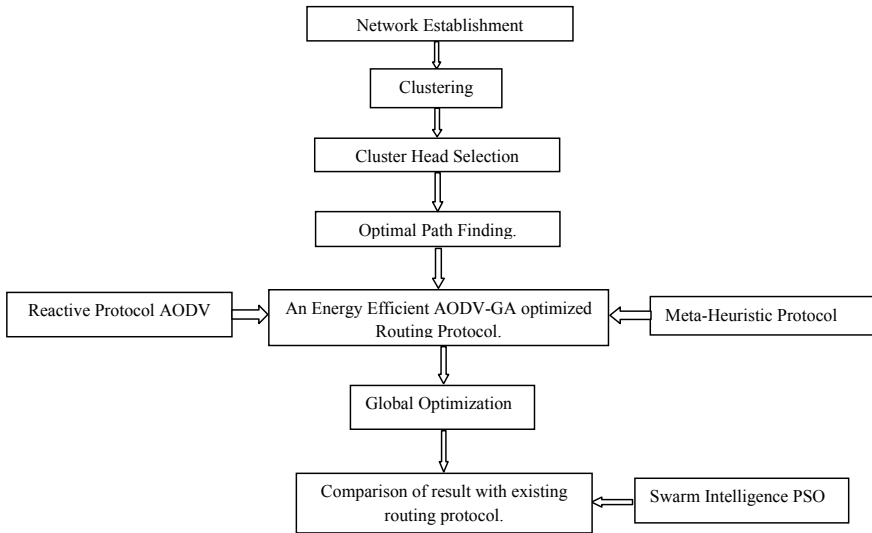 Network Establishment
Clustering
Cluster Head Selection
Optimal Path Finding.
Reactive Protocol AODV
An Energy Efficient AODV-GA optimized
Routing Protocol.
Meta-Heuristic Protocol
Global Optimization
Comparison of result with existing
routing protocol.
Swarm Intelligence PSO